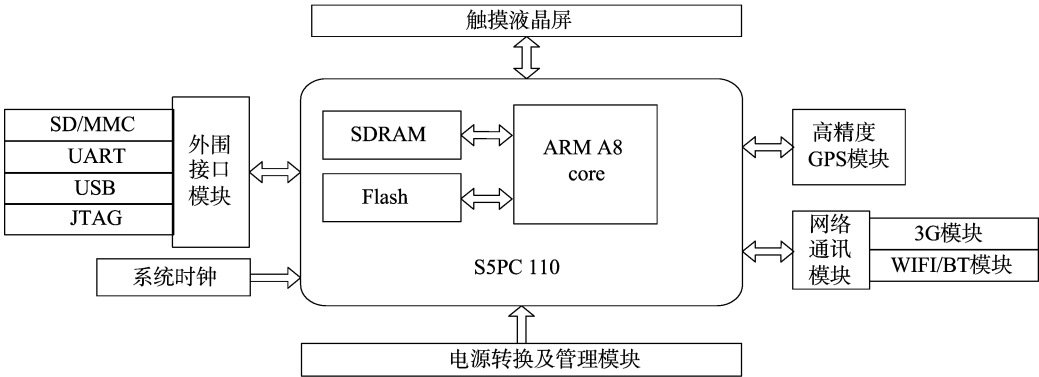 触摸液晶屏
SD/MMC
UART
USB
JTAG
外围
接口
模块
系统时钟
SDRAM
Flash
ARM A8
core
S5PC 110
高精度
GPS模块
网络
通讯
模块
3G模块
WIFI/BT模块
电源转换及管理模块